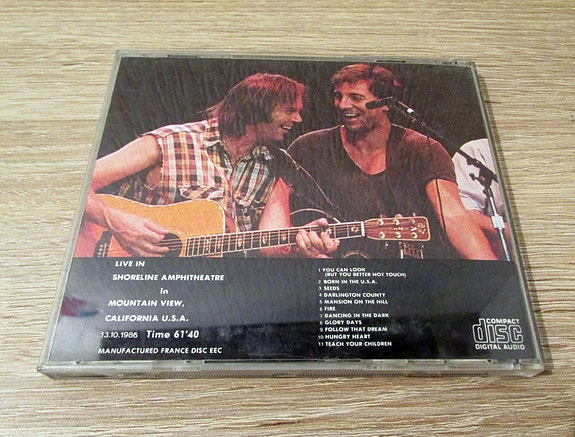 LIVE IN
SHORELINE AMPHITHEATRE
in
MOUNTAIN VIEW,
CALIFORNIA U.S.A.
13.10.1986 Time 61'40
MANUFACTURED FRANCE DISC EEC
1 YOU CAN LOOK
(BUT YOU BETTER NOT TOUCH)
2 BORN IN THE U.S.A.
3 SEEDS
4 DARLINGTON COUNTY
5 MANSION ON THE HILL
6 FIRE
7 DANCING IN THE DARK
8 GLORY DAYS
9 FOLLOW THAT DREAM
10 HUNGRY HEART
11 TEACH YOUR CHILDREN
COMPACT
disc
DIGITAL AUDIO